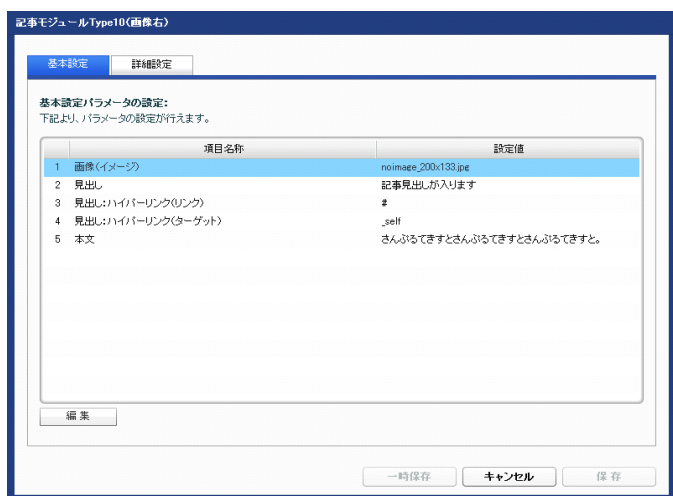 記事モジュールType10(画像右)
基本設定 詳細設定
基本設定パラメータの設定:
下記より、パラメータの設定が行えます。
項目名称 設定値
1 画像(イメージ) noimage_200x133.jpg
2 見出し 記事見出しが入ります
3 見出し:ハイパーリンク(リンク) #
4 見出し:ハイパーリンク(ターゲット) _self
5 本文 さんぷるてきすとさんぷるてきすとさんぷるてきすと。
編集
一時保存 キャンセル 保存